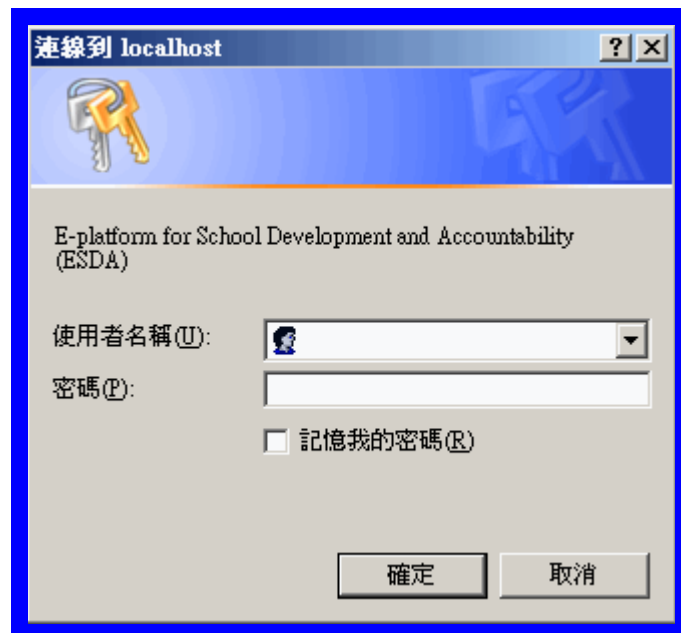 連線到 localhost
E-platform for School Development and Accountability
(ESDA)
使用者名稱(U):
密碼(P):
記憶我的密碼(R)
確定 取消